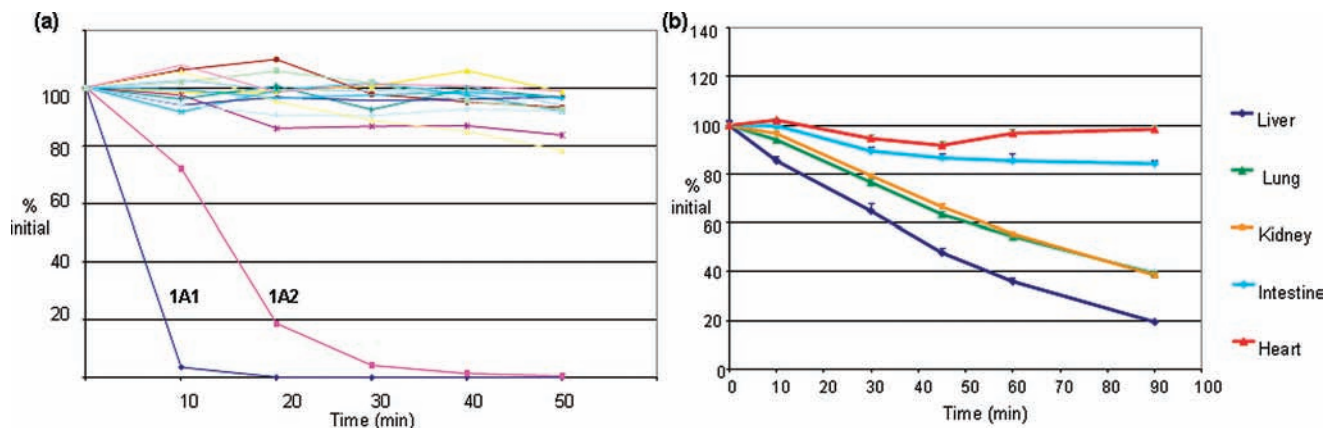 (a)
100
80
60
%
initial
40
20
1A1
1A2
10 20 30 40 50
Time (min)
(b)
140
120
100
80
%
initial
60
40
20
0
0 10 20 30 40 50 60 70 80 90 100
Time (min)
Liver
Lung
Kidney
Intestine
Heart